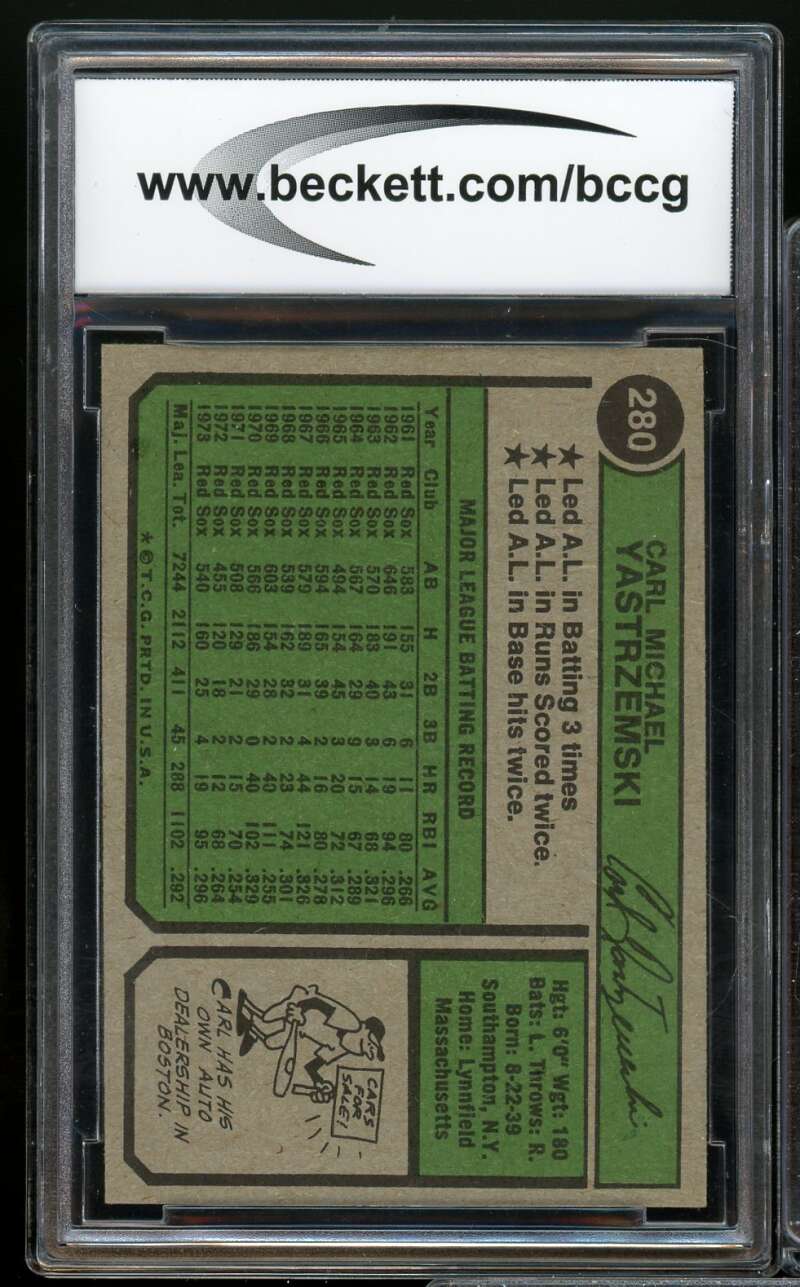 www.beckett.com/bccg
280
CARL MICHAEL
YASTRZEMSKI
Carl Yastrzemski
★ Led A.L. in Batting 3 times
★ Led A.L. in Runs Scored twice.
★ Led A.L. in Base hits twice.
MAJOR LEAGUE BATTING RECORD
Year Club AB H 2B 3B HR RBI AVG
1961 Red Sox 583 155 31 6 11 80 .266
1962 Red Sox 646 191 43 6 19 94 .296
1963 Red Sox 570 183 40 3 14 68 .321
1964 Red Sox 567 164 29 9 15 67 .289
1965 Red Sox 494 154 45 3 20 72 .312
1966 Red Sox 594 165 39 2 16 80 .278
1967 Red Sox 579 189 31 4 44 121 .326
1968 Red Sox 539 162 32 2 23 74 .301
1969 Red Sox 603 154 28 2 40 111 .255
1970 Red Sox 566 186 29 0 40 102 .329
1971 Red Sox 508 129 21 2 15 70 .254
1972 Red Sox 455 120 18 2 12 68 .264
1973 Red Sox 540 160 25 4 19 95 .296
Maj. Lea. Tot. 7244 2112 411 45 288 1102 .292
* © T.C.G. PRTD. IN U.S.A.
Hgt: 6'0" Wgt: 180
Bats: L. Throws: R.
Born: 8-22-39
Southampton, N.Y.
Home: Lynnfield
Massachusetts
CARS
FOR
SALE!
CARL HAS HIS
OWN AUTO
DEALERSHIP IN
BOSTON.